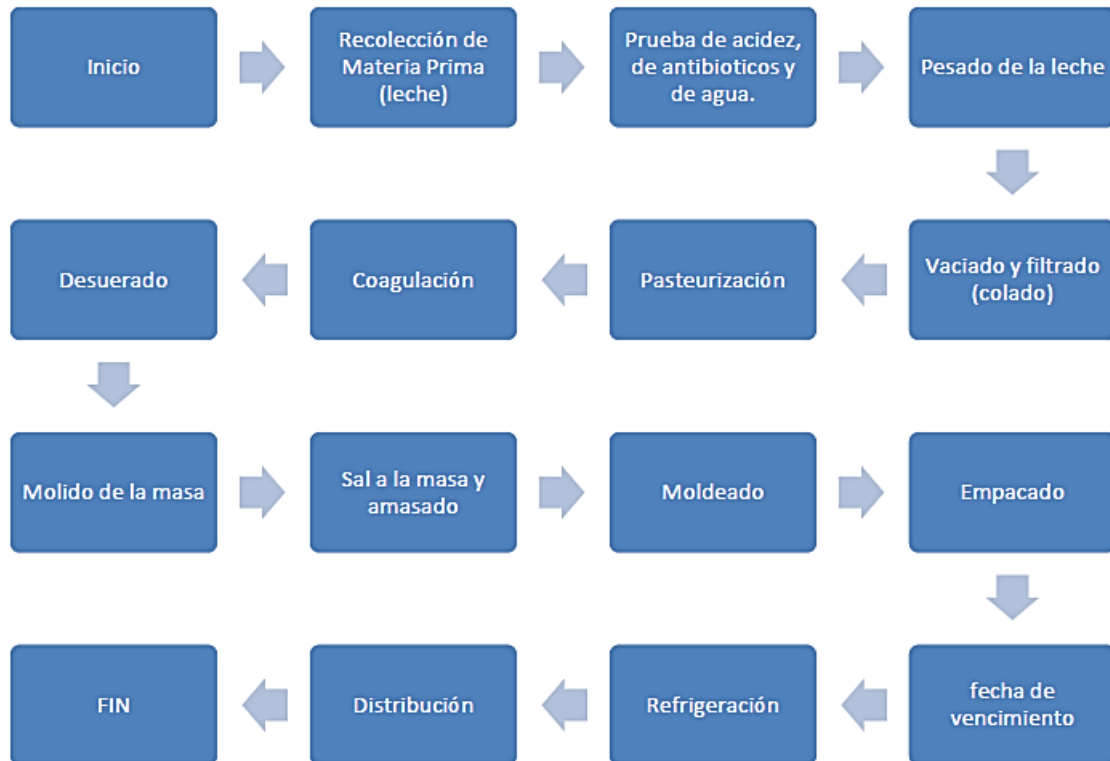 Inicio
Recolección de
Materia Prima
(leche)
Prueba de acidez,
de antibioticos y
de agua.
Pesado de la leche
Vaciado y filtrado
(colado)
Pasteurización
Coagulación
Desuerado
Molido de la masa
Sal a la masa y
amasado
Moldeado
Empacado
fecha de
vencimiento
Refrigeración
Distribución
FIN